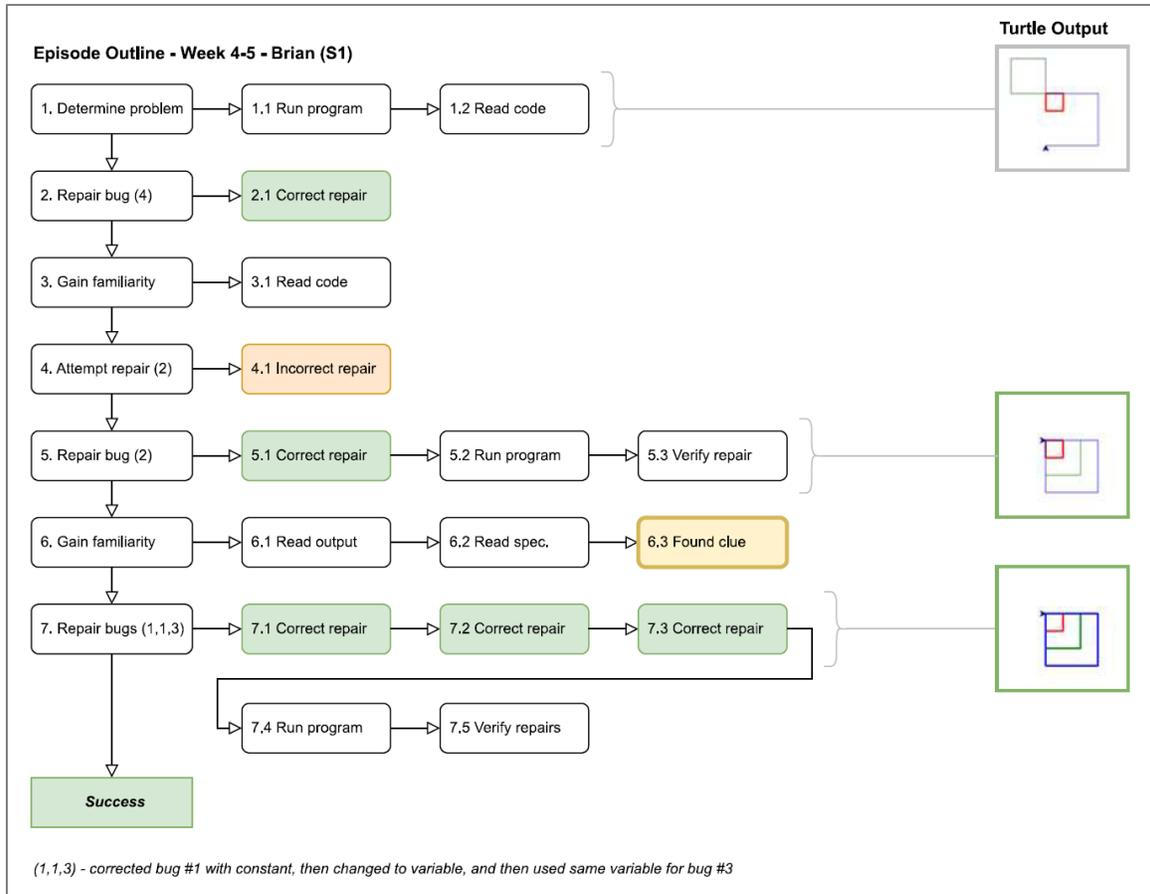 Turtle Output
Episode Outline - Week 4-5 - Brian (S1)
1. Determine problem
1.1 Run program
1.2 Read code
2. Repair bug (4)
2.1 Correct repair
3. Gain familiarity
3.1 Read code
4. Attempt repair (2)
4.1 Incorrect repair
5. Repair bug (2)
5.1 Correct repair
5.2 Run program
5.3 Verify repair
6. Gain familiarity
6.1 Read output
6.2 Read spec.
6.3 Found clue
7. Repair bugs (1,1,3)
7.1 Correct repair
7.2 Correct repair
7.3 Correct repair
7.4 Run program
7.5 Verify repairs
Success
(1,1,3) - corrected bug #1 with constant, then changed to variable, and then used same variable for bug #3